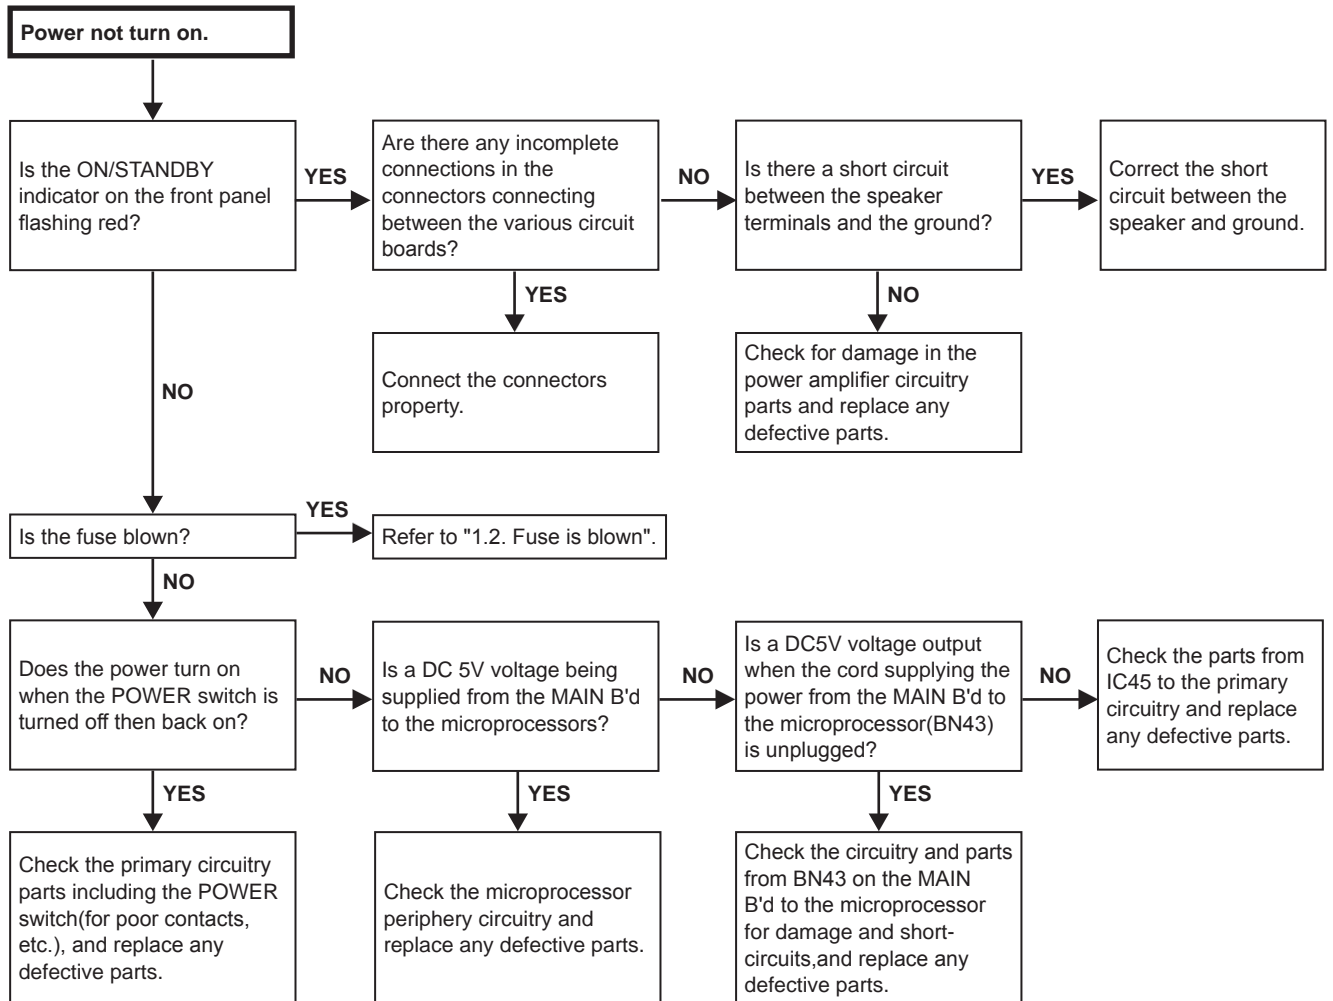 Power not turn on.
Is the ON/STANDBY
indicator on the front panel
flashing red?
YES
Are there any incomplete
connections in the
connectors connecting
between the various circuit
boards?
NO
Is there a short circuit
between the speaker
terminals and the ground?
YES
Correct the short
circuit between the
speaker and ground.
YES
Connect the connectors
property.
NO
Check for damage in the
power amplifier circuitry
parts and replace any
defective parts.
NO
Is the fuse blown?
YES
Refer to "1.2. Fuse is blown".
NO
Does the power turn on
when the POWER switch is
turned off then back on?
NO
Is a DC 5V voltage being
supplied from the MAIN B'd
to the microprocessors?
NO
Is a DC5V voltage output
when the cord supplying the
power from the MAIN B'd to
the microprocessor(BN43)
is unplugged?
NO
Check the parts from
IC45 to the primary
circuitry and replace
any defective parts.
YES
Check the primary circuitry
parts including the POWER
switch(for poor contacts,
etc.), and replace any
defective parts.
YES
Check the microprocessor
periphery circuitry and
replace any defective parts.
YES
Check the circuitry and parts
from BN43 on the MAIN
B'd to the microprocessor
for damage and short-
circuits,and replace any
defective parts.